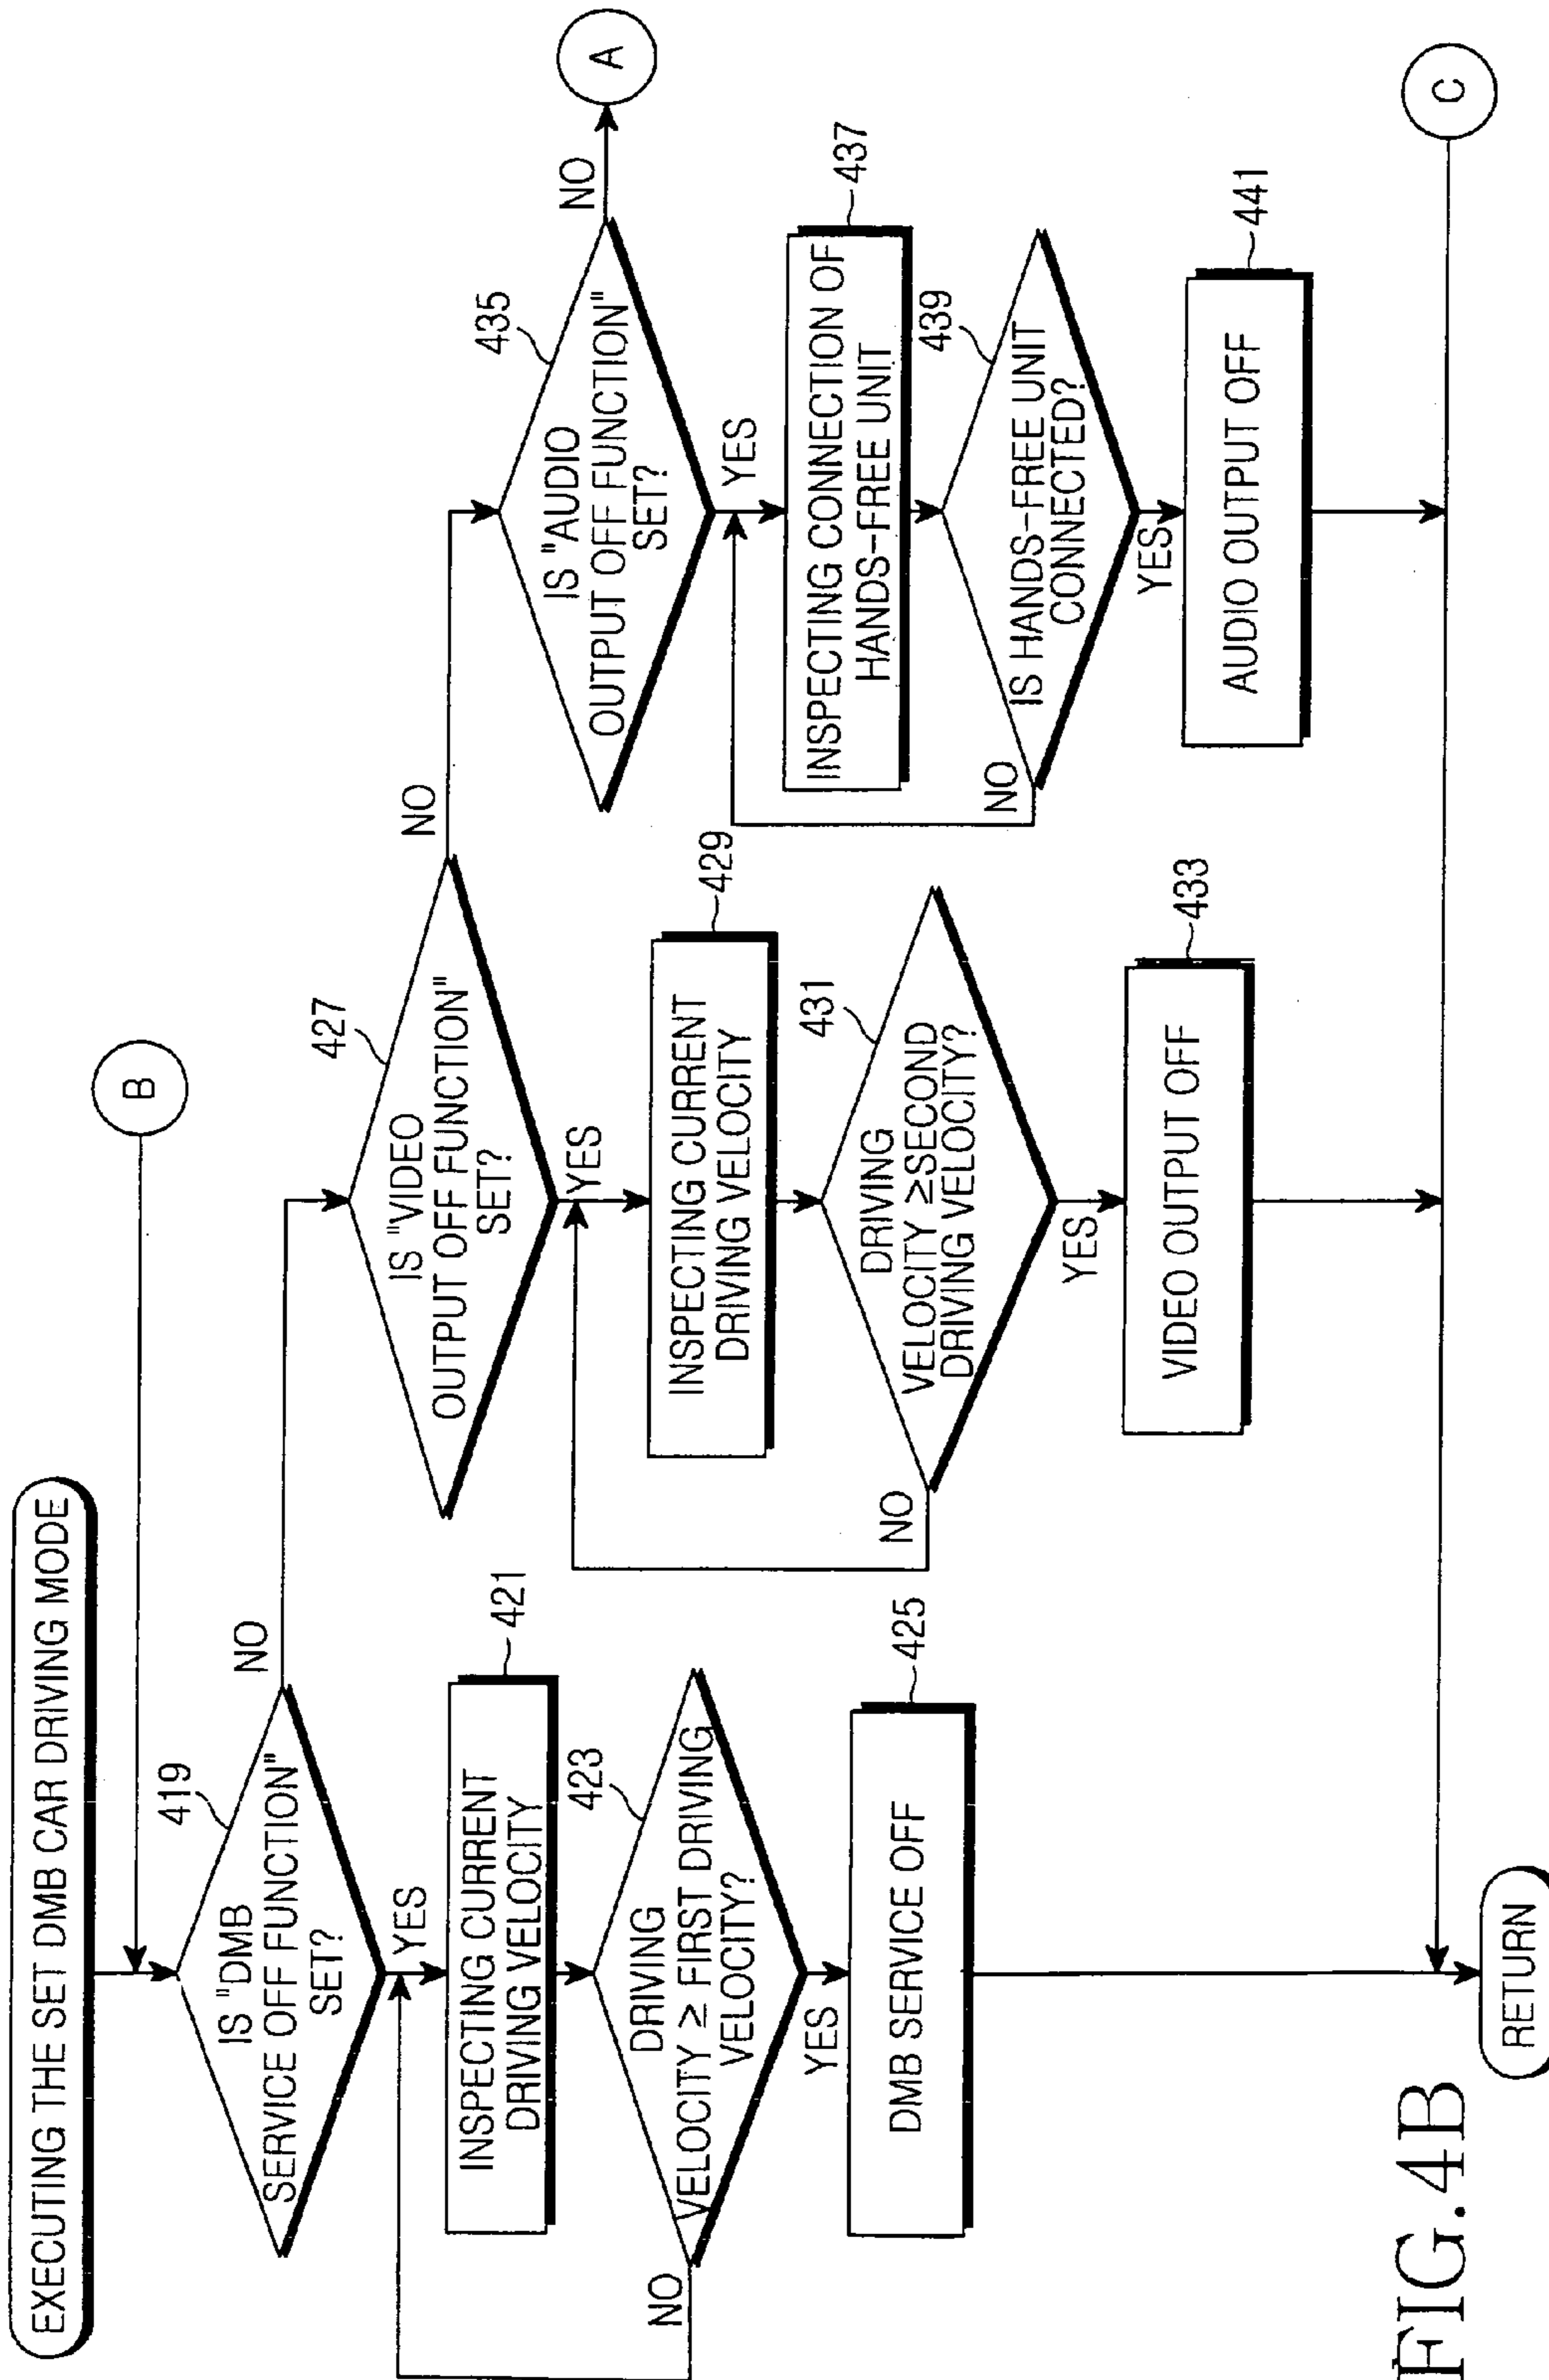 EXECUTING THE SET DMB CAR DRIVING MODE
B
419
IS "DMB
SERVICE OFF FUNCTION"
SET?
NO
YES
421
INSPECTING CURRENT
DRIVING VELOCITY
423
DRIVING
VELOCITY ≥ FIRST DRIVING
VELOCITY?
NO
YES
425
DMB SERVICE OFF
427
IS "VIDEO
OUTPUT OFF FUNCTION"
SET?
NO
YES
429
INSPECTING CURRENT
DRIVING VELOCITY
431
DRIVING
VELOCITY ≥SECOND
DRIVING VELOCITY?
NO
YES
433
VIDEO OUTPUT OFF
435
IS "AUDIO
OUTPUT OFF FUNCTION"
SET?
NO
A
YES
437
INSPECTING CONNECTION OF
HANDS-FREE UNIT
439
IS HANDS-FREE UNIT
CONNECTED?
NO
YES
441
AUDIO OUTPUT OFF
C
RETURN
FIG.4B